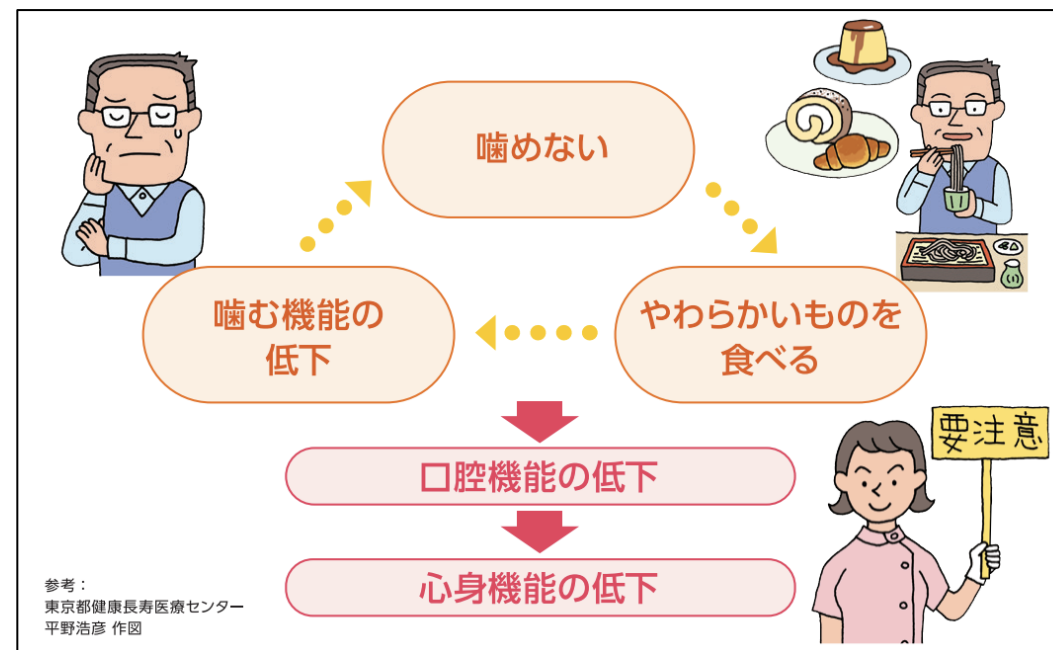 噛めない
やわらかいものを
食べる
噛む機能の
低下
口腔機能の低下
心身機能の低下
要注意
参考：
東京都健康長寿医療センター
平野浩彦 作図